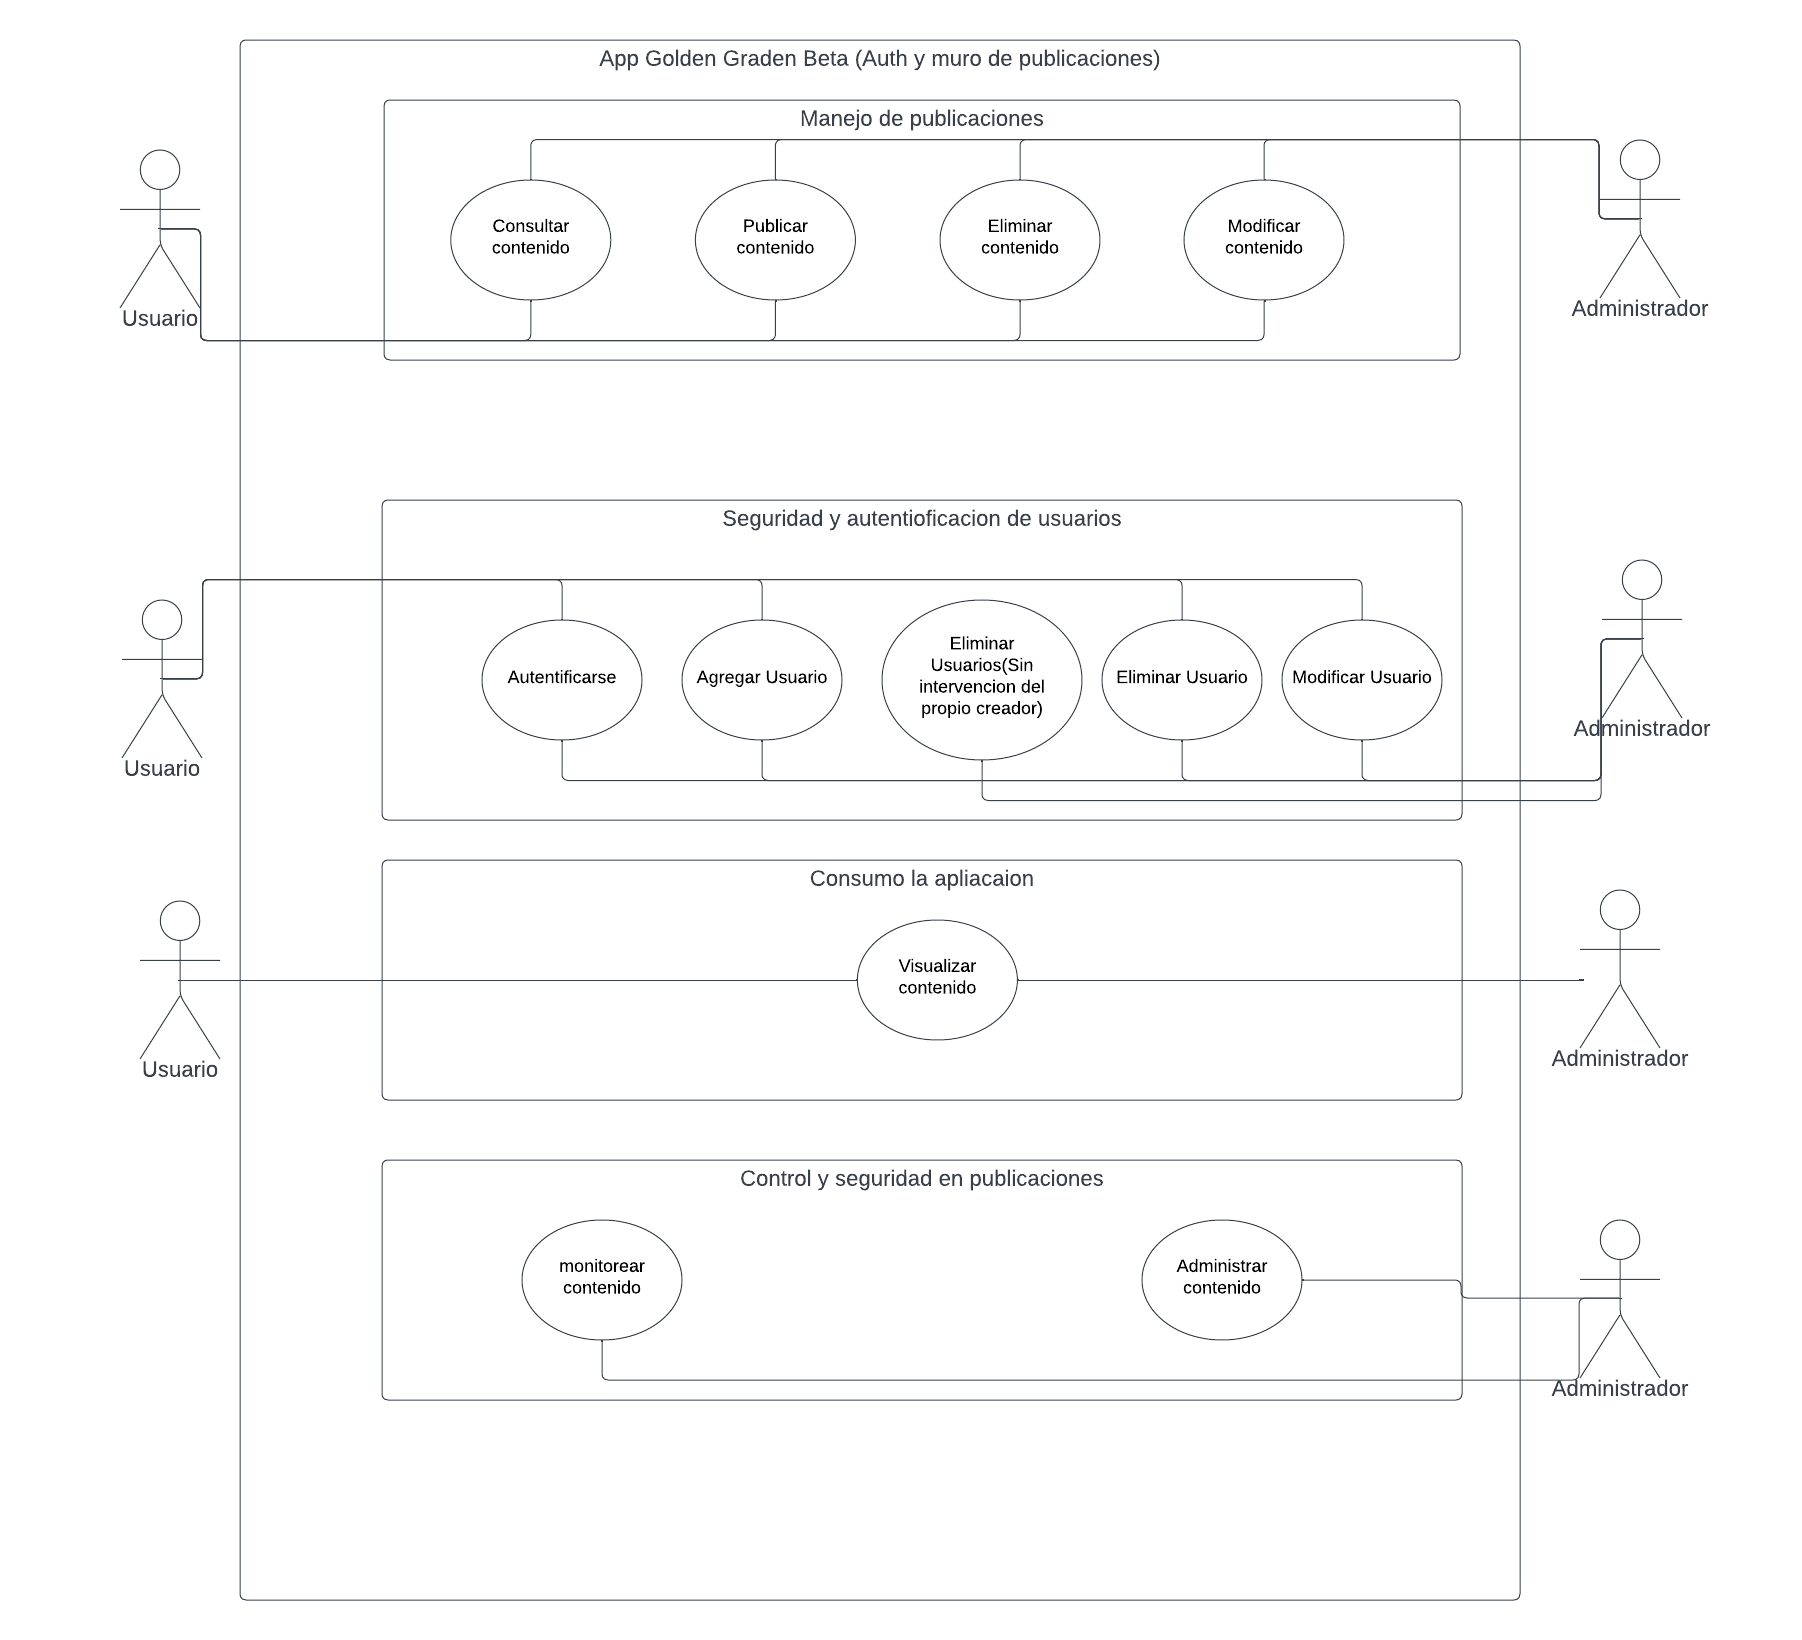 App Golden Graden Beta (Auth y muro de publicaciones)
Manejo de publicaciones
Consultar
contenido
Publicar
contenido
Eliminar
contenido
Modificar
contenido
Usuario
Administrador
Seguridad y autentioficacion de usuarios
Autentificarse
Agregar Usuario
Eliminar
Usuarios(Sin
intervencion del
propio creador)
Eliminar Usuario
Modificar Usuario
Usuario
Administrador
Consumo la apliacaion
Visualizar
contenido
Usuario
Administrador
Control y seguridad en publicaciones
monitorear
contenido
Administrar
contenido
Administrador